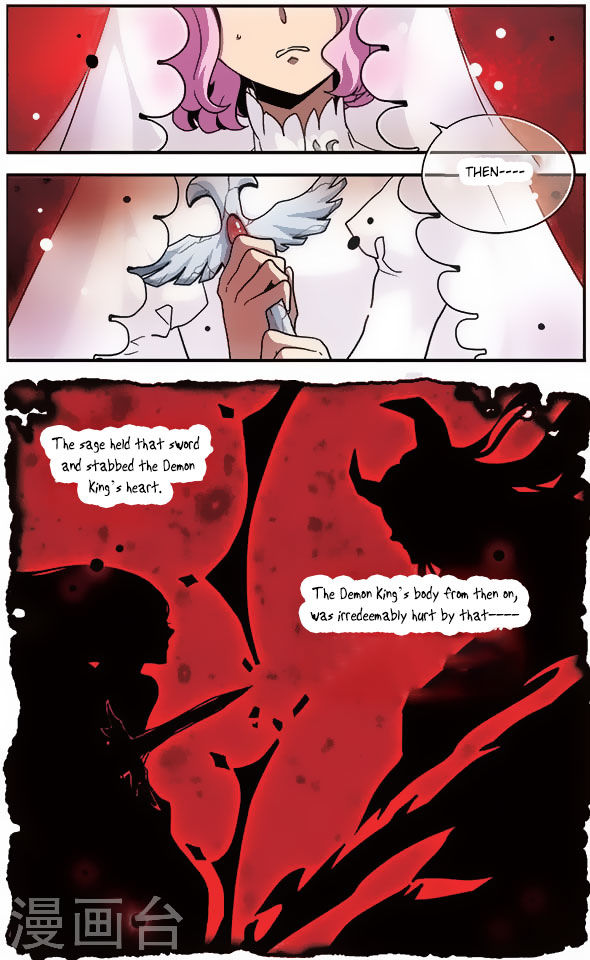 THEN----
The sage held that sword
and stabbed the Demon
King's heart.
The Demon King's body from then on,
was irredeemably hurt by that----
漫画台